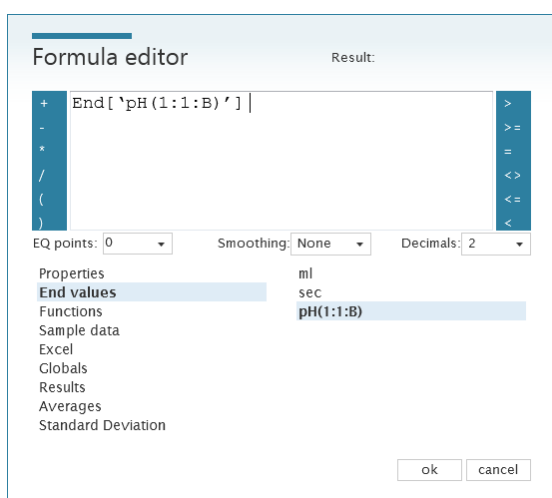 Formula editor Result:
+ End[‘pH(1:1:B)’] >
- >=
* =
/ <>
( <=
) <
EQ points: 0 Smoothing: None Decimals: 2
Properties ml
End values sec
Functions pH(1:1:B)
Sample data
Excel
Globals
Results
Averages
Standard Deviation
ok cancel